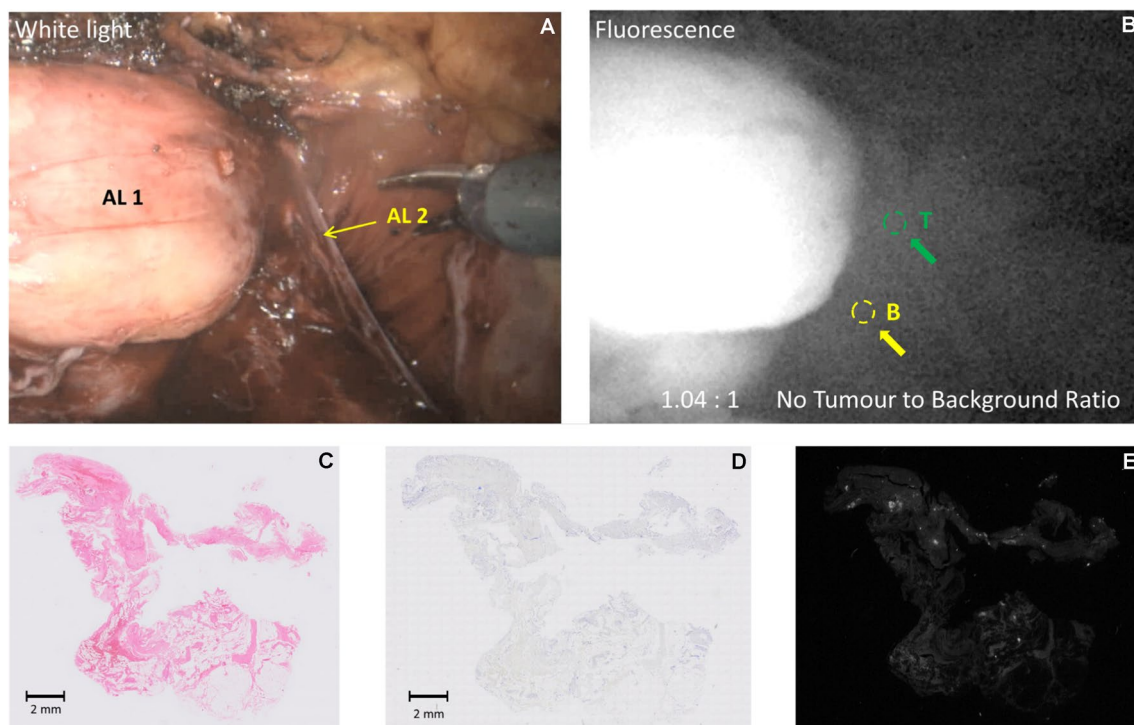 White light
A
AL 1
AL 2
Fluorescence
B
T
B
1.04 : 1 No Tumour to Background Ratio
C
2 mm
D
2 mm
E